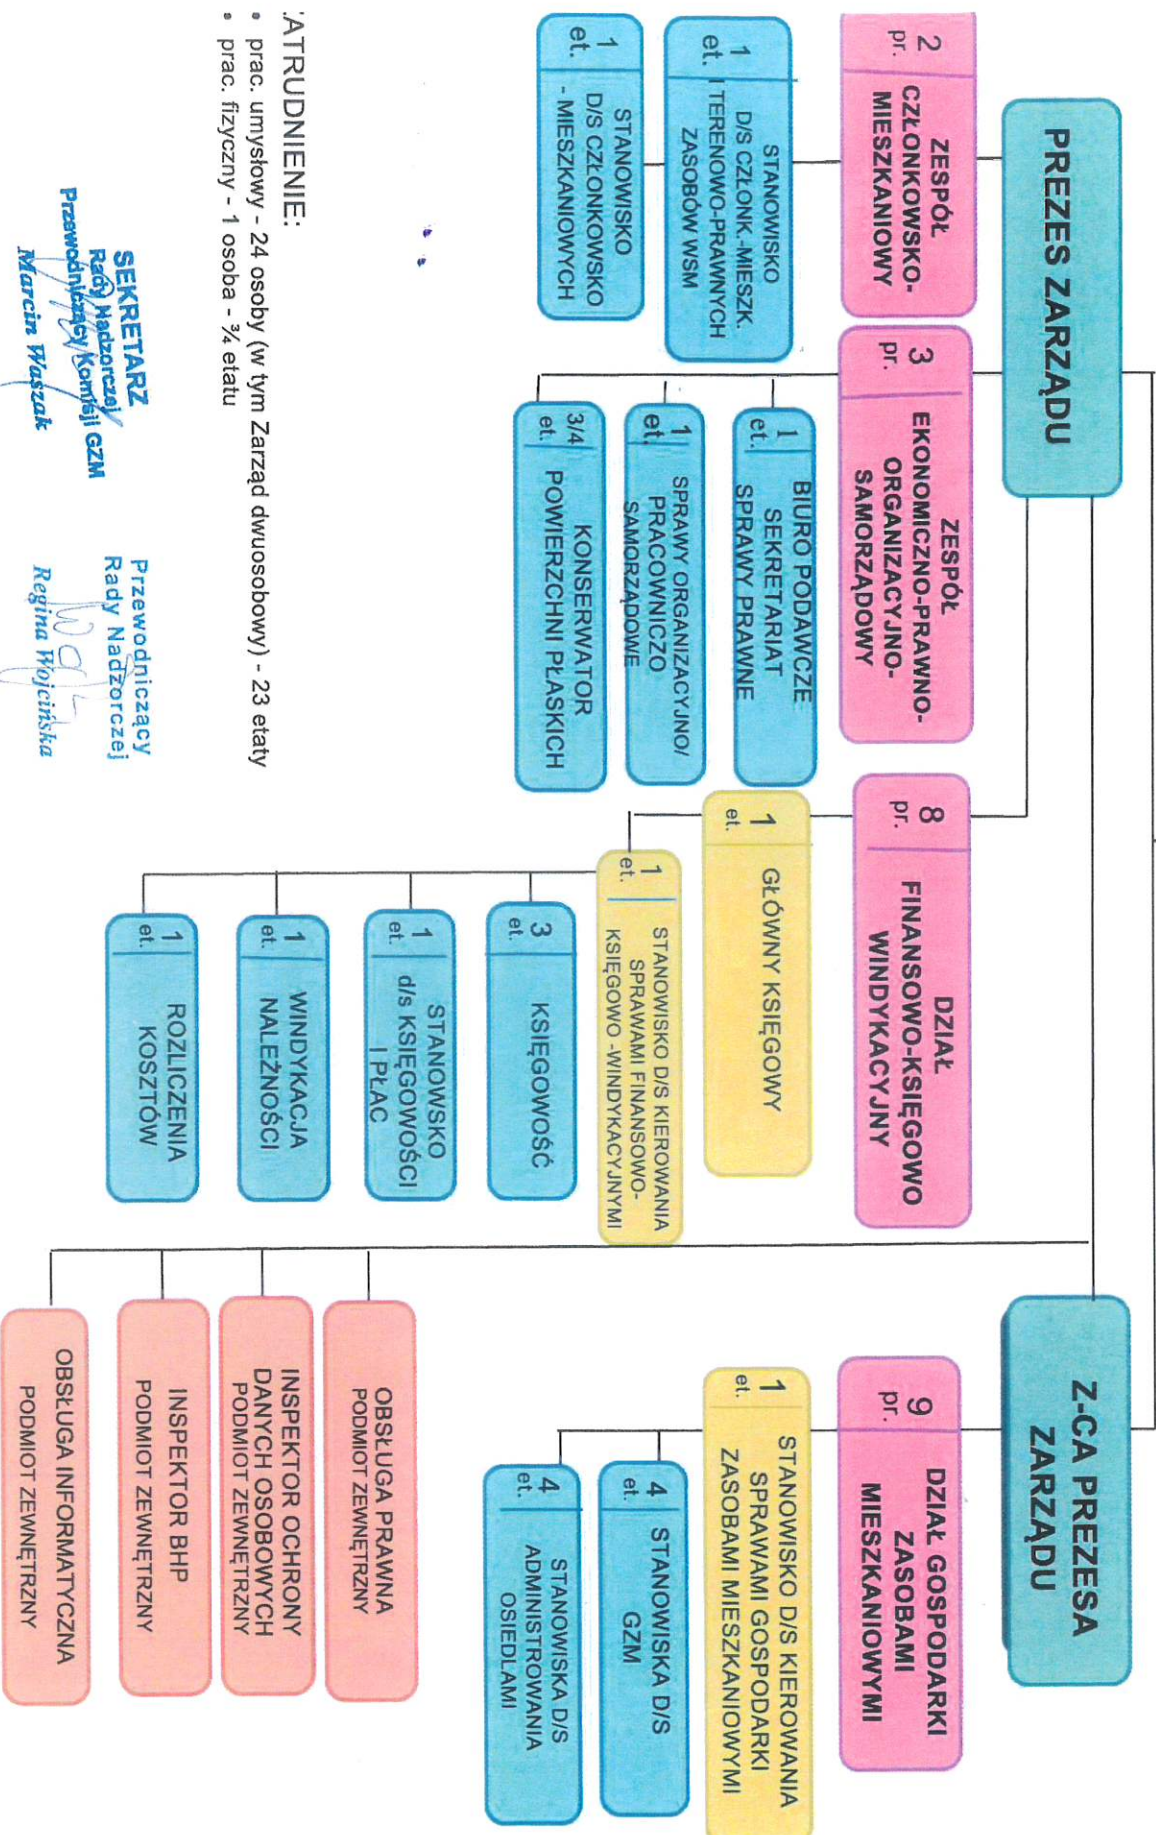 PREZES ZARZĄDU
Z-CA PREZESA
ZARZĄDU
2
pr.
ZESPÓŁ
CZŁONKOWSKO-
MIESZKANIOWY
3
pr.
ZESPÓŁ
EKONOMICZNO-PRAWNO-
ORGANIZACYJNO-
SAMORZĄDOWY
8
pr.
DZIAŁ
FINANSOWO-KSIĘGOWO
WINDYKACYJNY
9
pr.
DZIAŁ GOSPODARKI
ZASOBAMI
MIESZKANIOWYMI
1
et.
STANOWISKO
D/S CZŁONK.-MIESZK.
I TERENOWO-PRAWNYCH
ZASOBÓW WSM
1
et.
STANOWISKO
D/S CZŁONKOWSKO
- MIESZKANIOWYCH
1
et.
BIURO PODAWCZE
SEKRETARIAT
SPRAWY PRAWNE
1
et.
SPRAWY ORGANIZACYJNO/
PRACOWNICZO
SAMORZĄDOWE
3/4
et.
KONSERWATOR
POWIERZCHNI PŁASKICH
1
et.
GŁÓWNY KSIĘGOWY
1
et.
STANOWISKO D/S KIEROWANIA
SPRAWAMI FINANSOWO-
KSIĘGOWO -WINDYKACYJNYMI
3
et.
KSIĘGOWOŚĆ
1
et.
STANOWSKO
d/s KSIĘGOWOŚCI
I PŁAC
1
et.
WINDYKACJA
NALEŻNOŚCI
1
et.
ROZLICZENIA
KOSZTÓW
1
et.
STANOWISKO D/S KIEROWANIA
SPRAWAMI GOSPODARKI
ZASOBAMI MIESZKANIOWYMI
4
et.
STANOWISKA D/S
GZM
4
et.
STANOWISKA D/S
ADMINISTROWANIA
OSIEDLAMI
OBSŁUGA PRAWNA
PODMIOT ZEWNĘTRZNY
INSPEKTOR OCHRONY
DANYCH OSOBOWYCH
PODMIOT ZEWNĘTRZNY
INSPEKTOR BHP
PODMIOT ZEWNĘTRZNY
OBSŁUGA INFORMATYCZNA
PODMIOT ZEWNĘTRZNY
ATRUDNIENIE:
• prac. umysłowy - 24 osoby (w tym Zarząd dwuosobowy) - 23 etaty
• prac. fizyczny - 1 osoba - ¾ etatu
SEKRETARZ
Rady Nadzorczej
Przewodniczący Komisji GZM
Marcin Waszak
Przewodniczący
Rady Nadzorczej
Regina Wojcińska